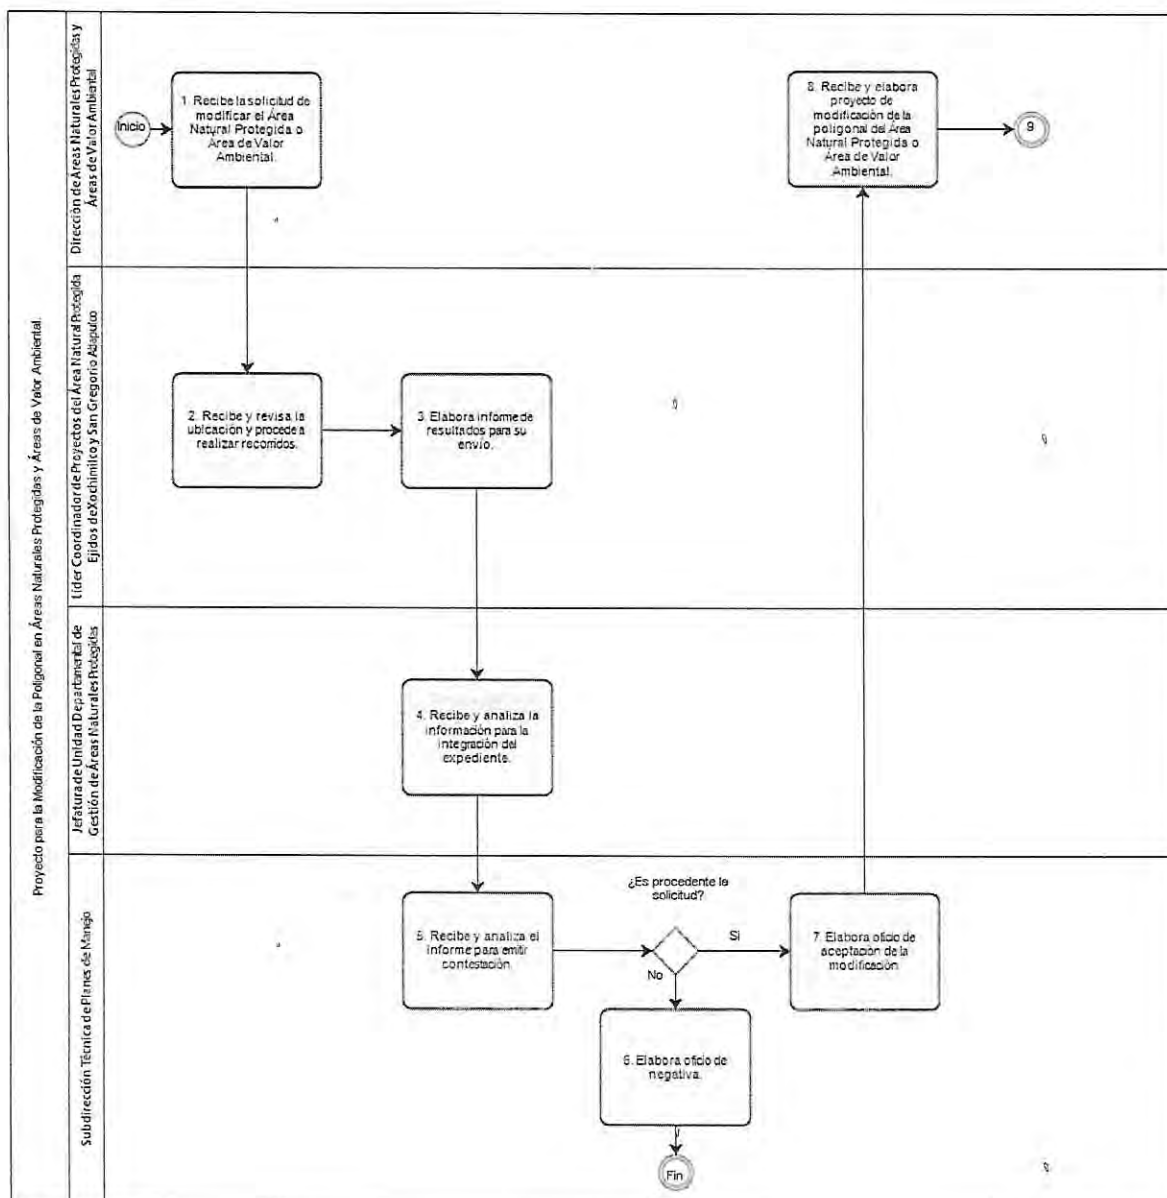 Proyecto para la Modificación de la Poligonal en Áreas Naturales Protegidas y Áreas de Valor Ambiental.
Dirección de Áreas Naturales Protegidas y
Áreas de Valor Ambiental
Inicio
1. Recibe la solicitud de
modificar el Área
Natural Protegida o
Área de Valor
Ambiental.
8. Recibe y elabora
proyecto de
modificación de la
poligonal del Área
Natural Protegida o
Área de Valor
Ambiental.
9
Líder Coordinador de Proyectos del Área Natural Protegida
Ejidos de Xochimilco y San Gregorio Atlapulco
2. Recibe y revisa la
ubicación y procede a
realizar recorridos.
3. Elabora informe de
resultados para su
envío.
Jefatura de Unidad Departamental de
Gestión de Áreas Naturales Protegidas
4. Recibe y analiza la
información para la
integración del
expediente.
Subdirección Técnica de Planes de Manejo
5. Recibe y analiza el
informe para emitir
contestación.
¿Es procedente la
solicitud?
Si
No
7. Elabora oficio de
aceptación de la
modificación
6. Elabora oficio de
negativa.
Fin